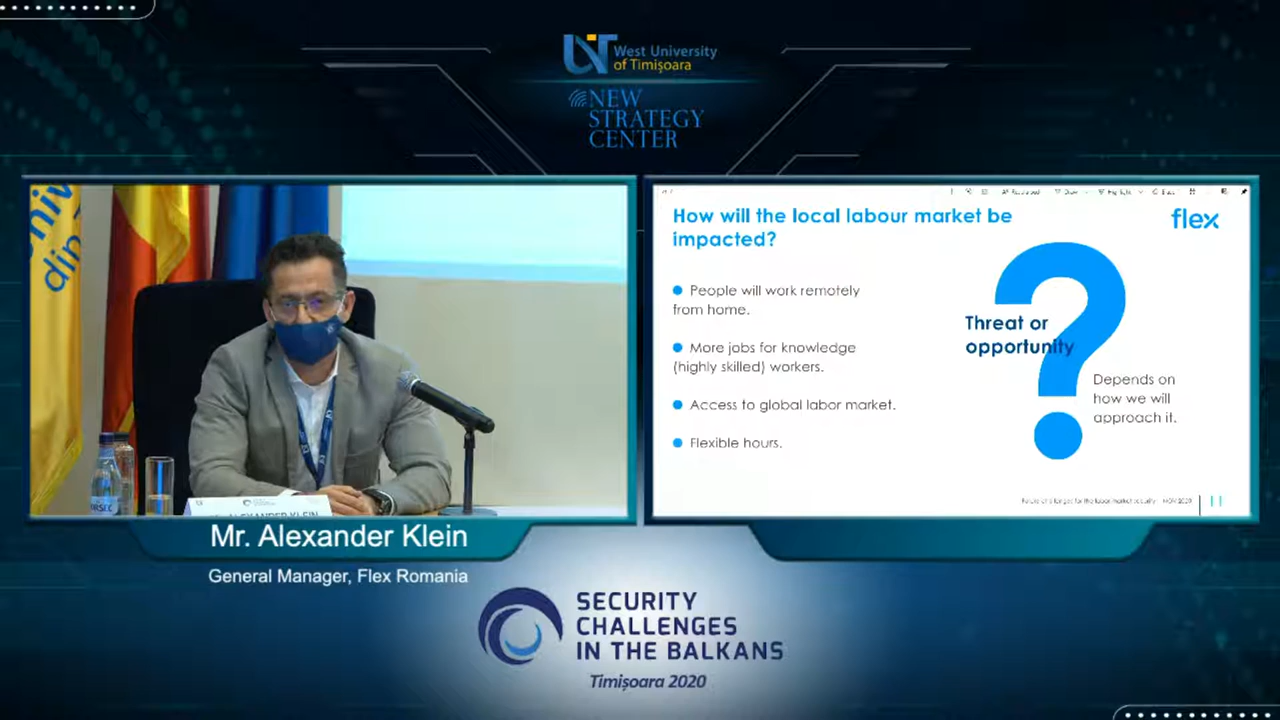 West University
of Timișoara
NEW
STRATEGY
CENTER
How will the local labour market be
impacted?
flex
People will work remotely
from home.
More jobs for knowledge
(highly skilled) workers.
Access to global labor market.
Flexible hours.
Threat or
opportunity
?
Depends on
how we will
approach it.
11
univ
din
Mr. Alexander Klein
General Manager, Flex Romania
SECURITY
CHALLENGES
IN THE BALKANS
Timișoara 2020